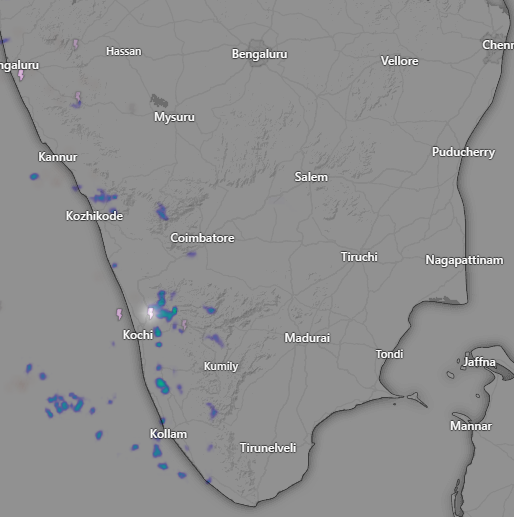 Hassan
Bengaluru
Chenn
ngaluru
Vellore
Mysuru
Kannur
Puducherry
Salem
Kozhikode
Coimbatore
Tiruchi
Nagapattinam
Kochi
Madurai
Tondi
Kumily
Jaffna
Mannar
Kollam
Tirunelveli